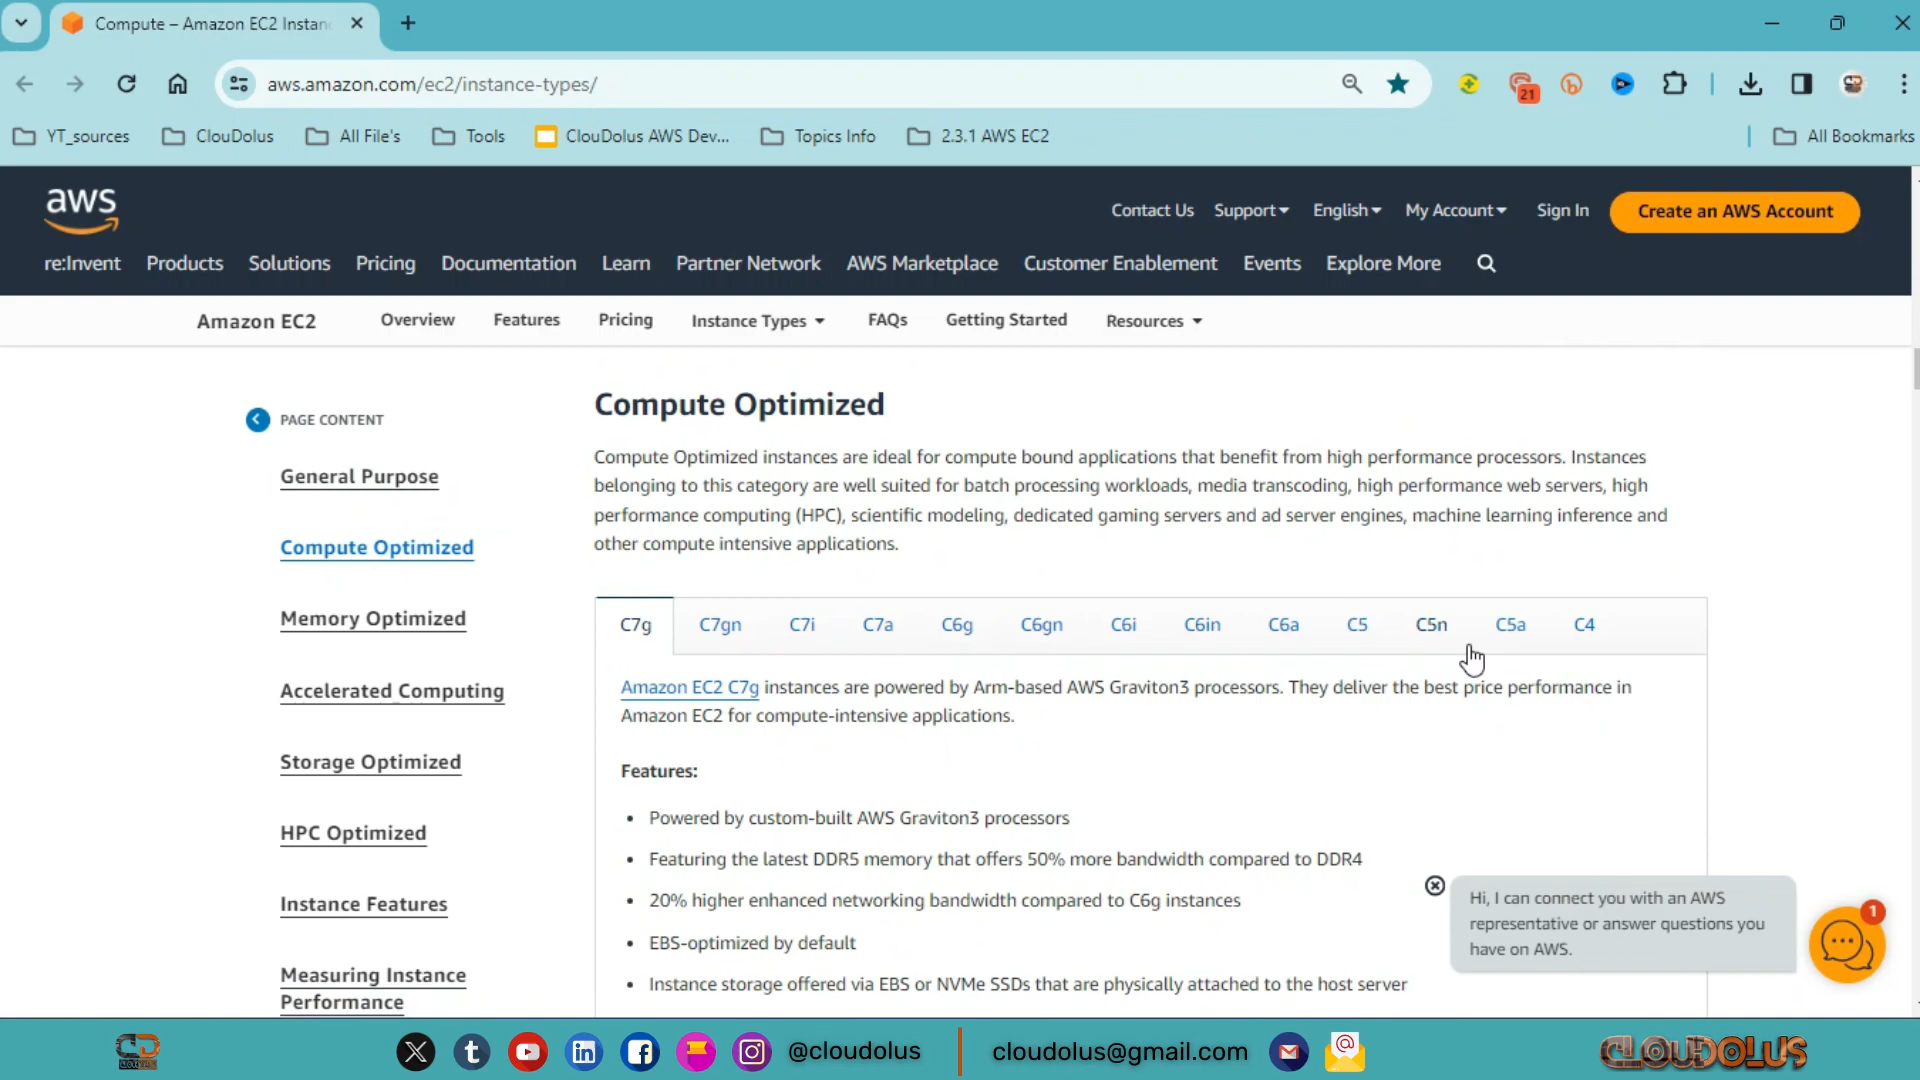 Compute – Amazon EC2 Instan
aws.amazon.com/ec2/instance-types/
21
YT_sources
ClouDolus
All File's
Tools
ClouDolus AWS Dev...
Topics Info
2.3.1 AWS EC2
All Bookmarks
aws
Contact Us
Support
English
My Account
Sign In
Create an AWS Account
re:Invent
Products
Solutions
Pricing
Documentation
Learn
Partner Network
AWS Marketplace
Customer Enablement
Events
Explore More
Amazon EC2
Overview
Features
Pricing
Instance Types
FAQs
Getting Started
Resources
PAGE CONTENT
General Purpose
Compute Optimized
Memory Optimized
Accelerated Computing
Storage Optimized
HPC Optimized
Instance Features
Measuring Instance
Performance
Compute Optimized
Compute Optimized instances are ideal for compute bound applications that benefit from high performance processors. Instances
belonging to this category are well suited for batch processing workloads, media transcoding, high performance web servers, high
performance computing (HPC), scientific modeling, dedicated gaming servers and ad server engines, machine learning inference and
other compute intensive applications.
C7g
C7gn
C7i
C7a
C6g
C6gn
C6i
C6in
C6a
C5
C5n
C5a
C4
Amazon EC2 C7g instances are powered by Arm-based AWS Graviton3 processors. They deliver the best price performance in
Amazon EC2 for compute-intensive applications.
Features:
• Powered by custom-built AWS Graviton3 processors
• Featuring the latest DDR5 memory that offers 50% more bandwidth compared to DDR4
• 20% higher enhanced networking bandwidth compared to C6g instances
• EBS-optimized by default
• Instance storage offered via EBS or NVMe SSDs that are physically attached to the host server
Hi, I can connect you with an AWS
representative or answer questions you
have on AWS.
1
@cloudolus
cloudolus@gmail.com
CLOUDOLUS